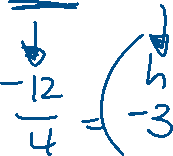 -12/4 = (h
-3